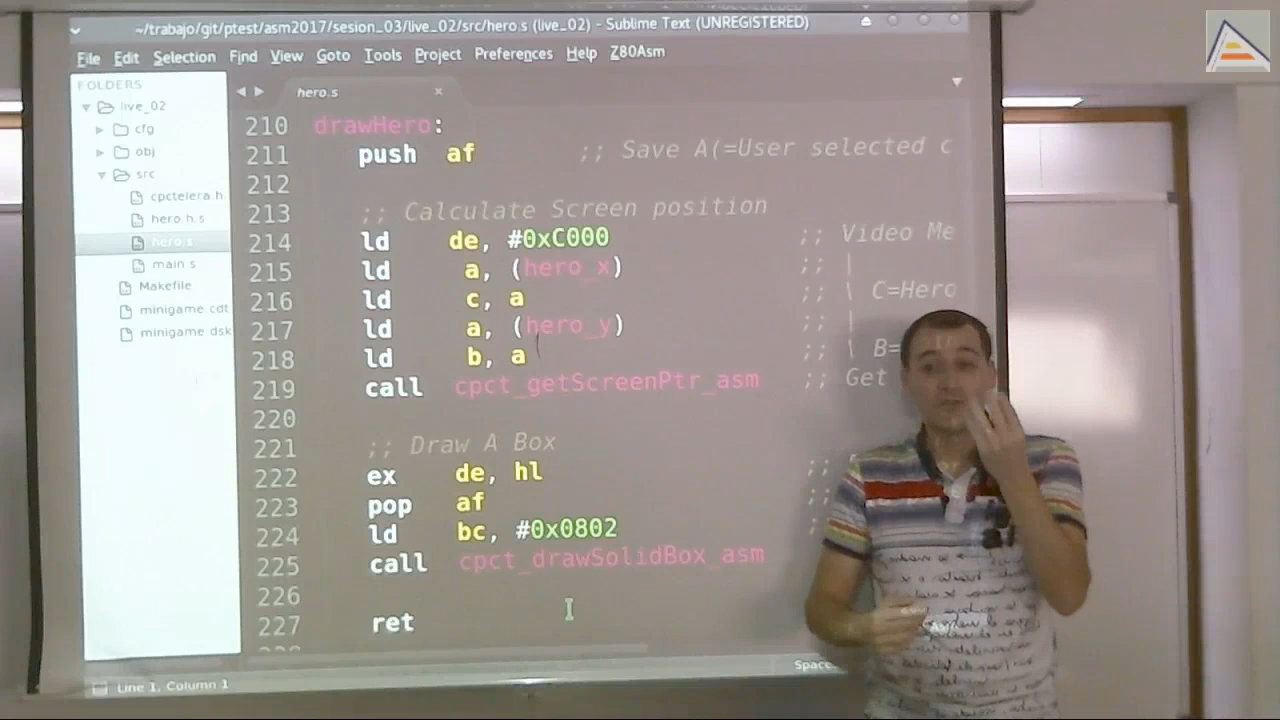 ~/trabajo/git/ptest/asm2017/sesion_03/live_02/src/hero.s (live_02) - Sublime Text (UNREGISTERED)
File Edit Selection Find View Goto Tools Project Preferences Help Z80Asm
FOLDERS
live_02
cfg
obj
src
cpctelera.h.
hero.h.s
hero.s
main.s
Makefile
minigame.cdt
minigame.dsk
hero.s
210 drawHero:
211 push af ;; Save A(=User selected c
212
213 ;; Calculate Screen position
214 ld de, #0xC000 ;; Video Me
215 ld a, (hero_x) ;; |
216 ld c, a ;; \ C=Hero
217 ld a, (hero_y) ;; |
218 ld b, a ;; \ B=
219 call cpct_getScreenPtr_asm ;; Get
220
221 ;; Draw A Box
222 ex de, hl ;;
223 pop af ;;
224 ld bc, #0x0802 ;;
225 call cpct_drawSolidBox_asm
226
227 ret
Line 1, Column 1
Space